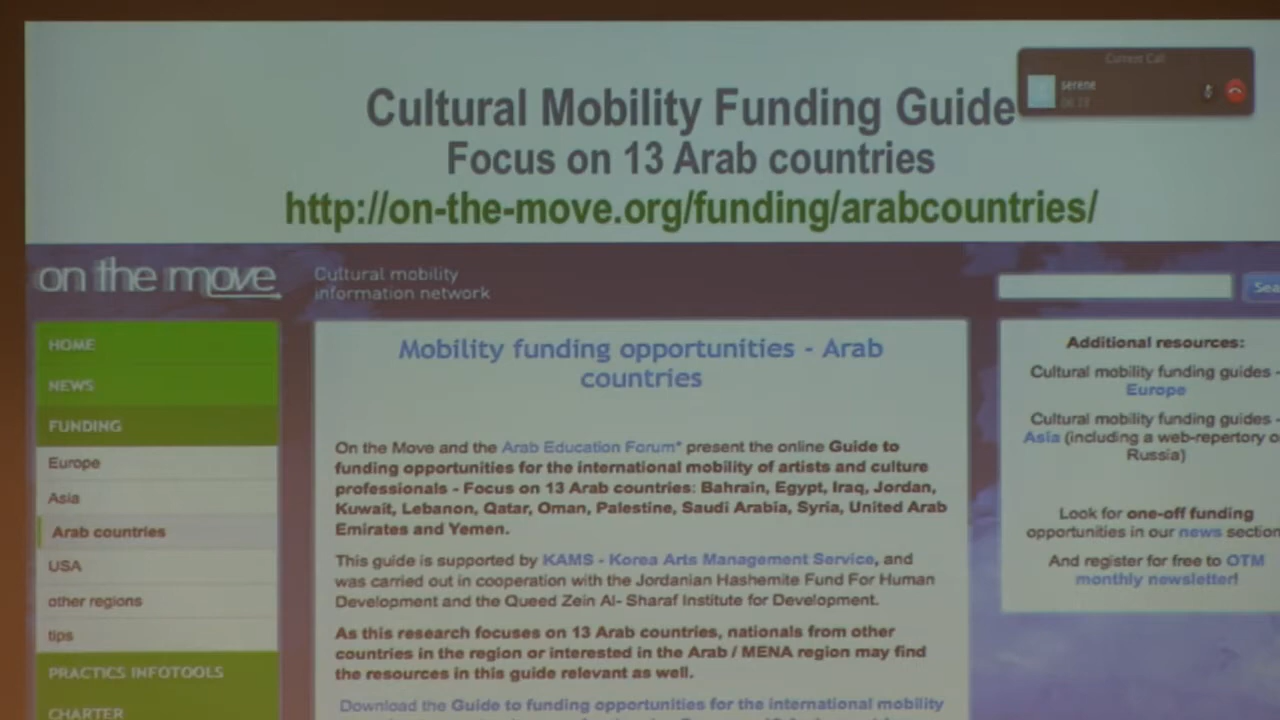 Cultural Mobility Funding Guide
Focus on 13 Arab countries
http://on-the-move.org/funding/arabcountries/
Current Call
serene
on the move
Cultural mobility
information network
Sea
HOME
NEWS
FUNDING
Europe
Asia
Arab countries
USA
other regions
tips
PRACTICS INFOTOOLS
CHARTER
Mobility funding opportunities - Arab
countries
On the Move and the Arab Education Forum* present the online Guide to
funding opportunities for the international mobility of artists and culture
professionals - Focus on 13 Arab countries: Bahrain, Egypt, Iraq, Jordan,
Kuwait, Lebanon, Qatar, Oman, Palestine, Saudi Arabia, Syria, United Arab
Emirates and Yemen.
This guide is supported by KAMS - Korea Arts Management Service, and
was carried out in cooperation with the Jordanian Hashemite Fund For Human
Development and the Queed Zein Al- Sharaf Institute for Development.
As this research focuses on 13 Arab countries, nationals from other
countries in the region or interested in the Arab / MENA region may find
the resources in this guide relevant as well.
Download the Guide to funding opportunities for the international mobility
Additional resources:
Cultural mobility funding guides -
Europe
Cultural mobility funding guides -
Asia (including a web-repertory o
Russia)
Look for one-off funding
opportunities in our news section
And register for free to OTM
monthly newsletter!